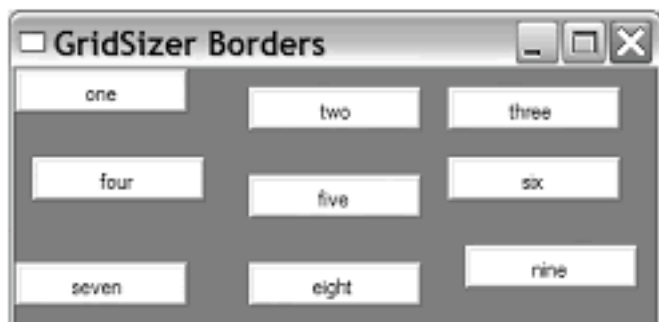 GridSizer Borders
one two three
four five six
seven eight nine